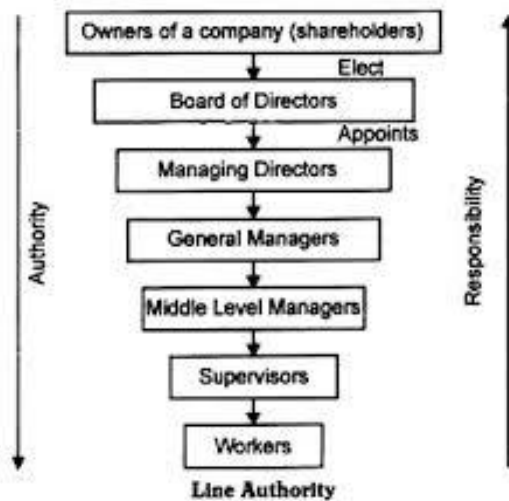 Owners of a company (shareholders)
Elect
Board of Directors
Appoints
Managing Directors
General Managers
Middle Level Managers
Supervisors
Workers
Authority
Responsibility
Line Authority